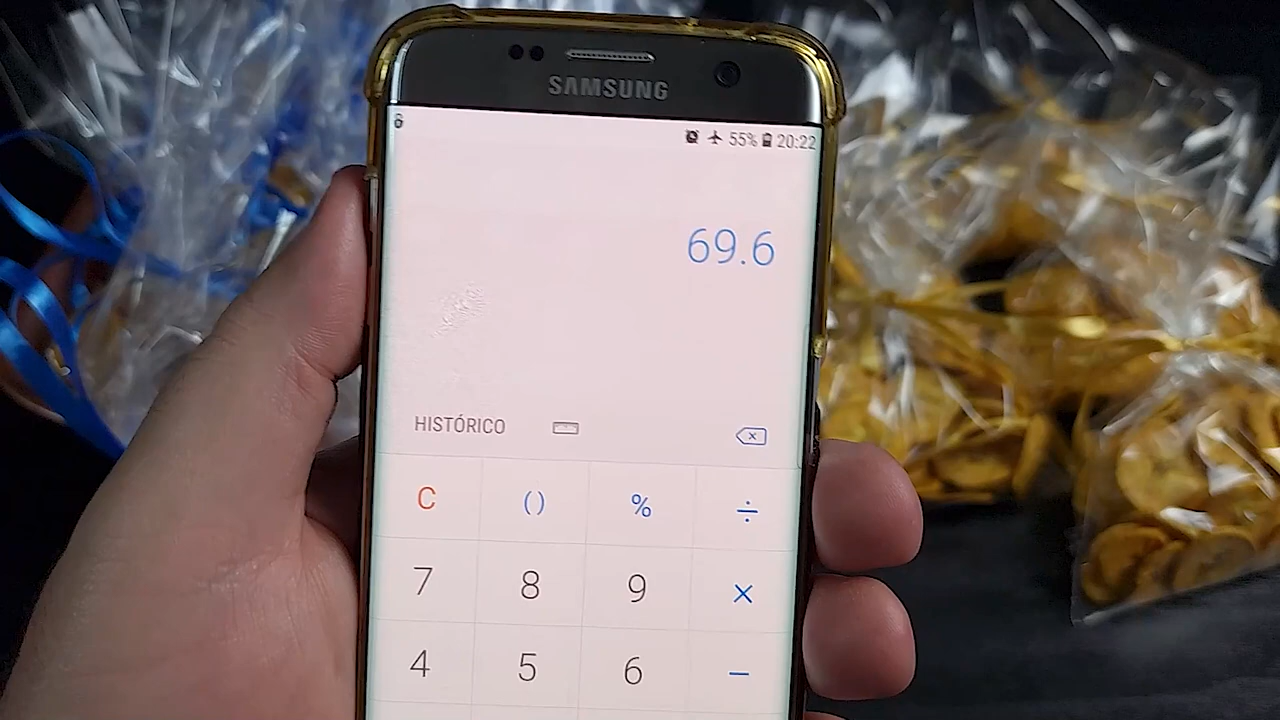 SAMSUNG
55% 20:22
69.6
HISTÓRICO
C () % ÷
7 8 9 ×
4 5 6 −